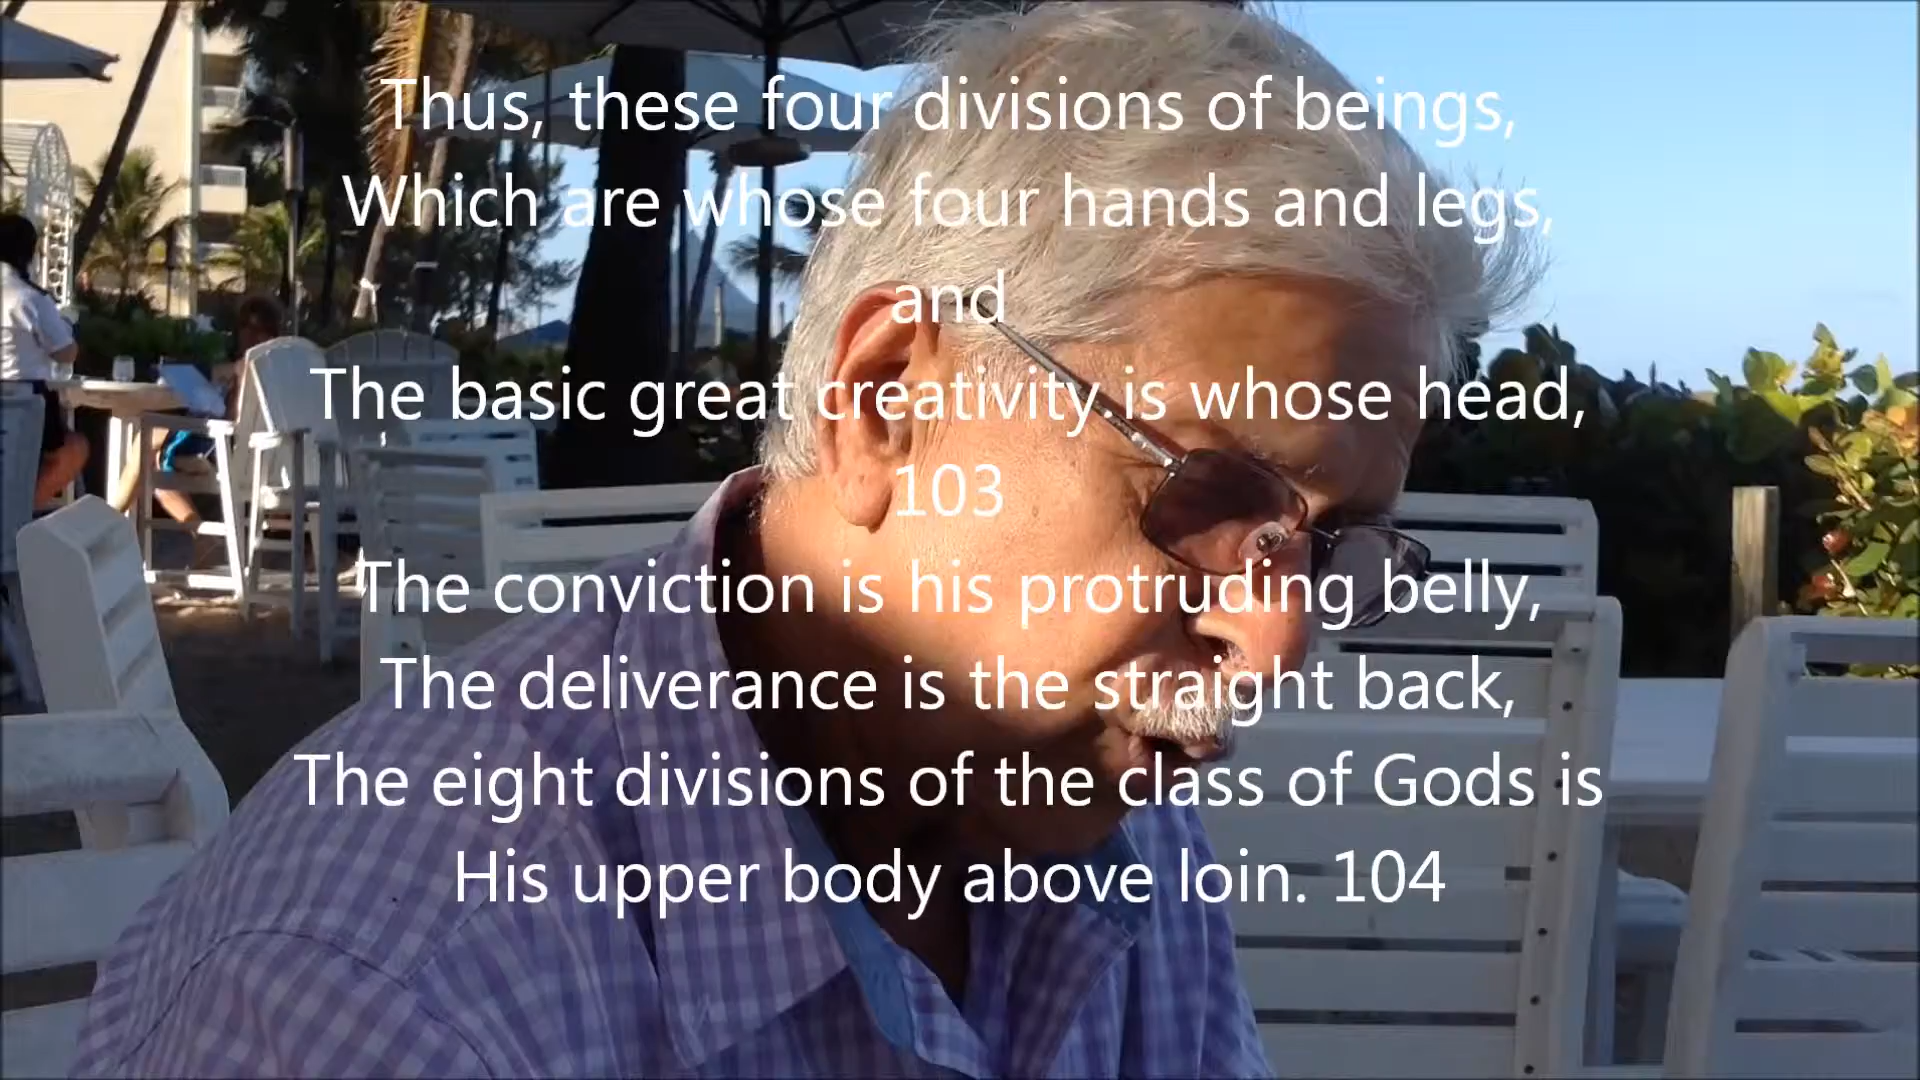 Thus, these four divisions of beings,
Which are whose four hands and legs,
and
The basic great creativity is whose head,
103
The conviction is his protruding belly,
The deliverance is the straight back,
The eight divisions of the class of Gods is
His upper body above loin. 104